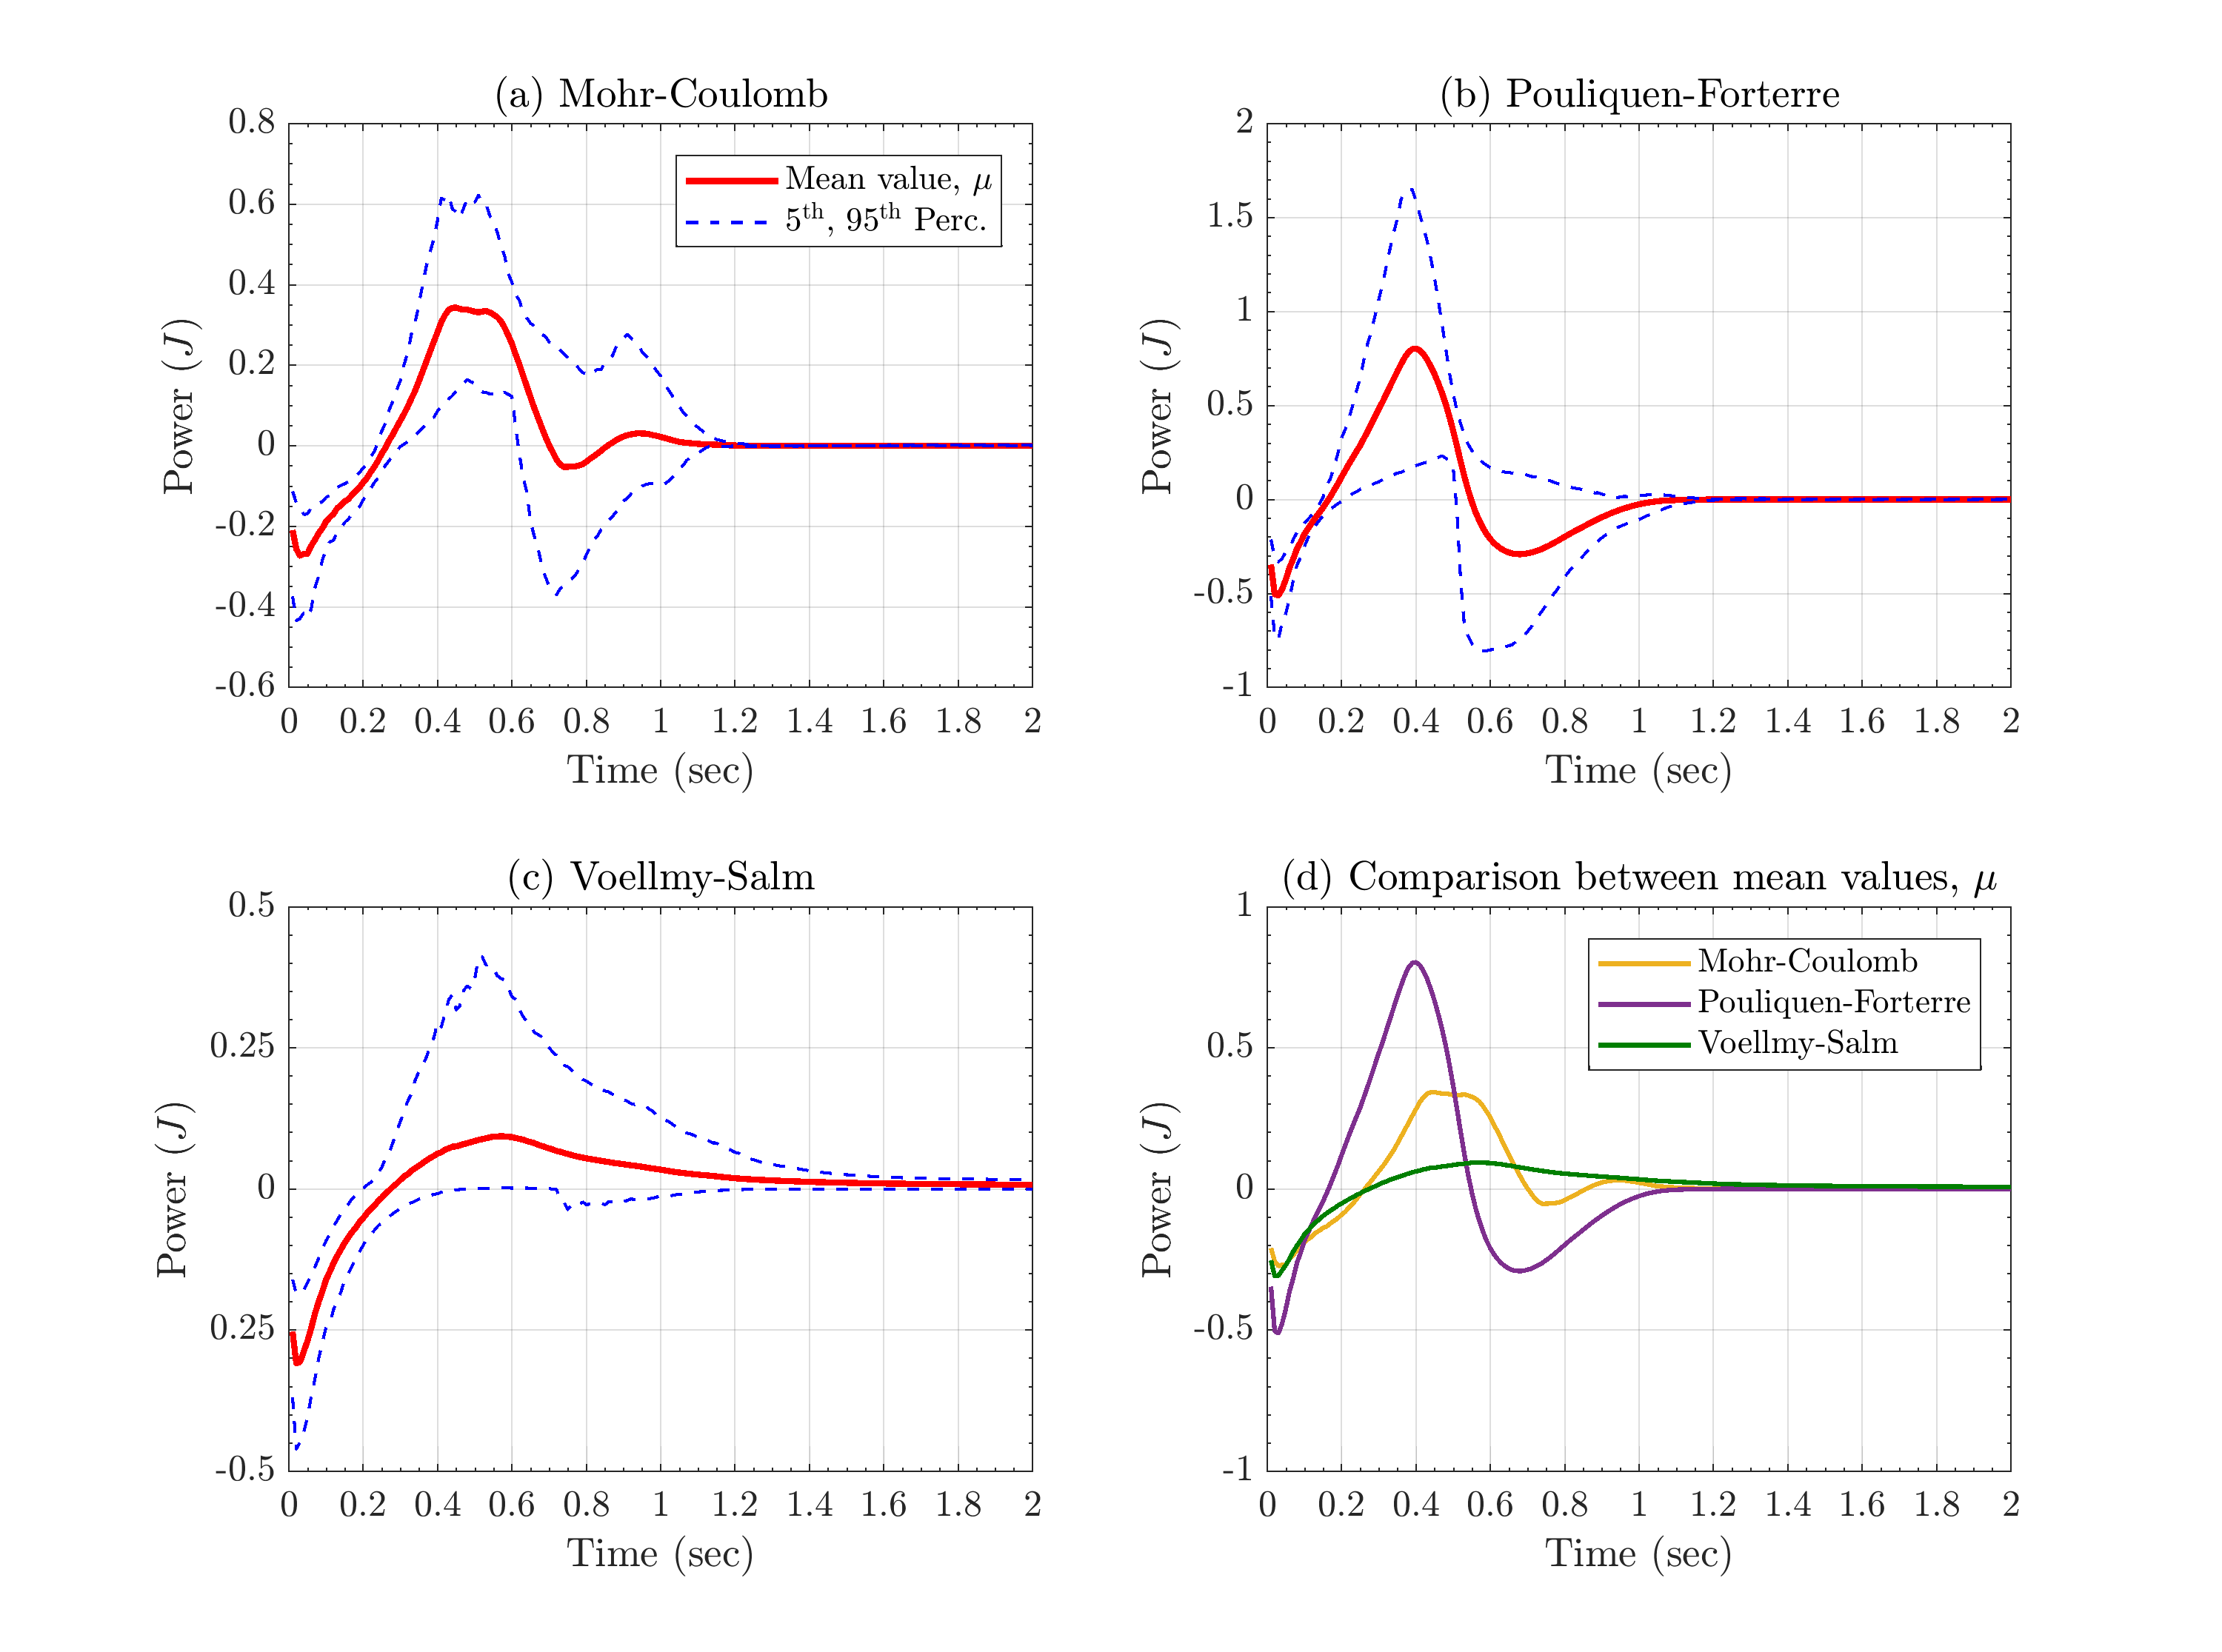 (a) Mohr-Coulomb
0.8
0.6
0.4
0.2
0
-0.2
-0.4
-0.6
Power (J)
Mean value, μ
5th, 95th Perc.
0 0.2 0.4 0.6 0.8 1 1.2 1.4 1.6 1.8 2
Time (sec)
(b) Pouliquen-Forterre
2
1.5
1
0.5
0
-0.5
-1
Power (J)
0 0.2 0.4 0.6 0.8 1 1.2 1.4 1.6 1.8 2
Time (sec)
(c) Voellmy-Salm
0.5
0.25
0
0.25
-0.5
Power (J)
0 0.2 0.4 0.6 0.8 1 1.2 1.4 1.6 1.8 2
Time (sec)
(d) Comparison between mean values, μ
1
0.5
0
-0.5
-1
Power (J)
Mohr-Coulomb
Pouliquen-Forterre
Voellmy-Salm
0 0.2 0.4 0.6 0.8 1 1.2 1.4 1.6 1.8 2
Time (sec)